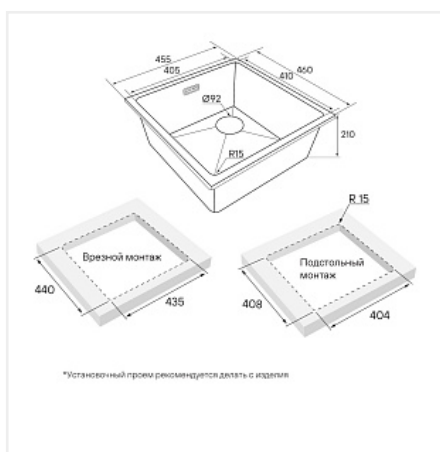 455
460
405
410
Ø92
210
R15
R 15
Врезной монтаж
Подстольный
монтаж
440
435
408
404
*Установочный проем рекомендуется делать с изделия